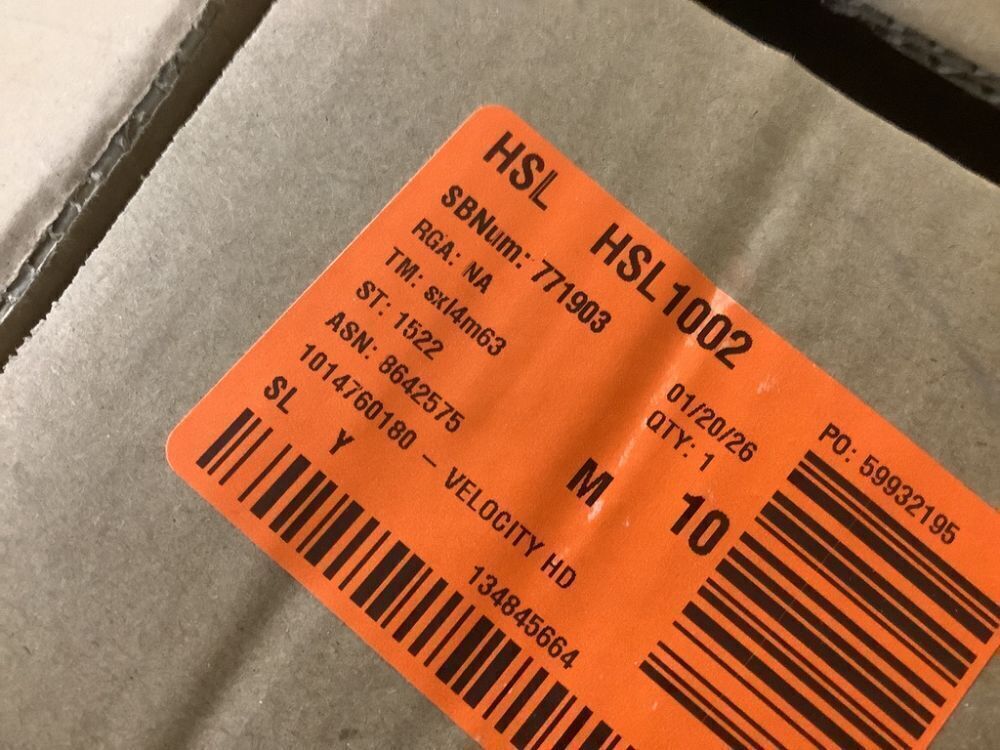 HSL HSL1002
SBNum: 771903
RGA: NA
TM: sxl4m63 01/20/26
ST: 1522 QTY: 1
ASN: 8642575
1014760180 – VELOCITY HD
SL Y M 10
134845664
PO: 59932195